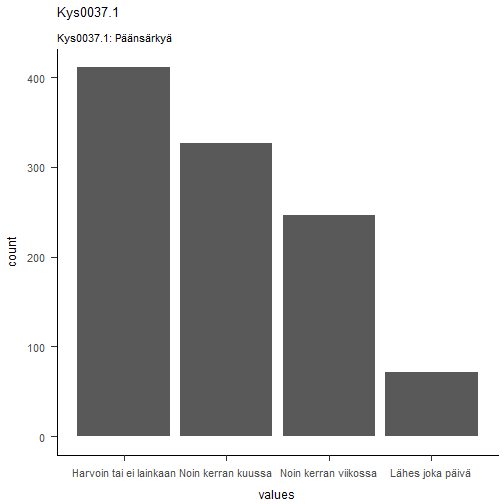 Kys0037.1
Kys0037.1: Päänsärkyä
400
300
200
100
0
count
Harvoin tai ei lainkaan Noin kerran kuussa Noin kerran viikossa Lähes joka päivä
values